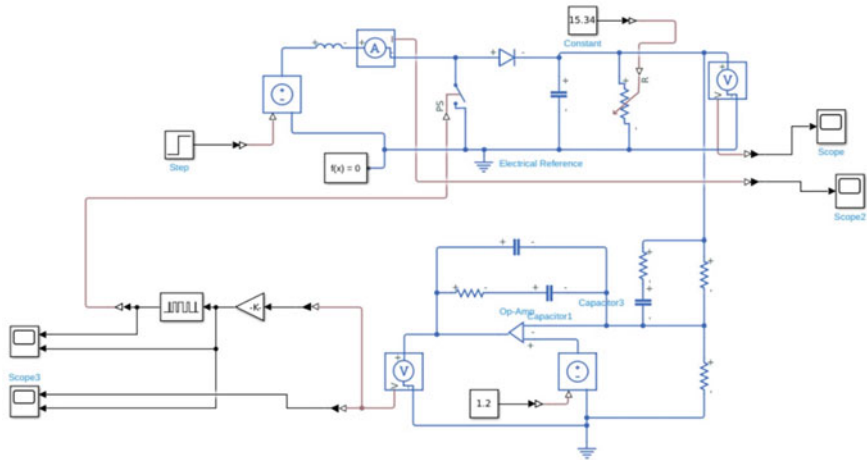 15.34
Constant
A
V
PS
R
Step
f(x) = 0
Electrical Reference
Scope
Scope2
Capacitor3
Op-Amp
Capacitor1
-K-
Scope3
V
1.2